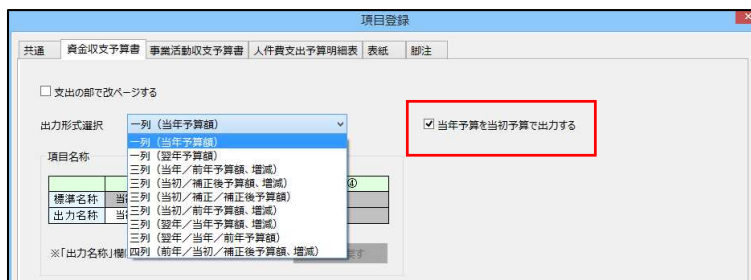 項目登録
共通 資金収支予算書 事業活動収支予算書 人件費支出予算明細表 表紙 脚注
支出の部で改ページする
出力形式選択 一列(当年予算額) 当年予算を当初予算で出力する
一列(当年予算額)
一列(翌年予算額)
三列(当年/前年予算額、増減)
三列(当初/補正後予算額、増減)
三列(当初/補正/補正後予算額)
三列(当初/前年予算額、増減)
三列(翌年/当年予算額、増減)
三列(翌年/当年/前年予算額)
四列(前年/当初/補正後予算額、増減)
項目名称
④
標準名称
出力名称
※「出力名称」欄
す